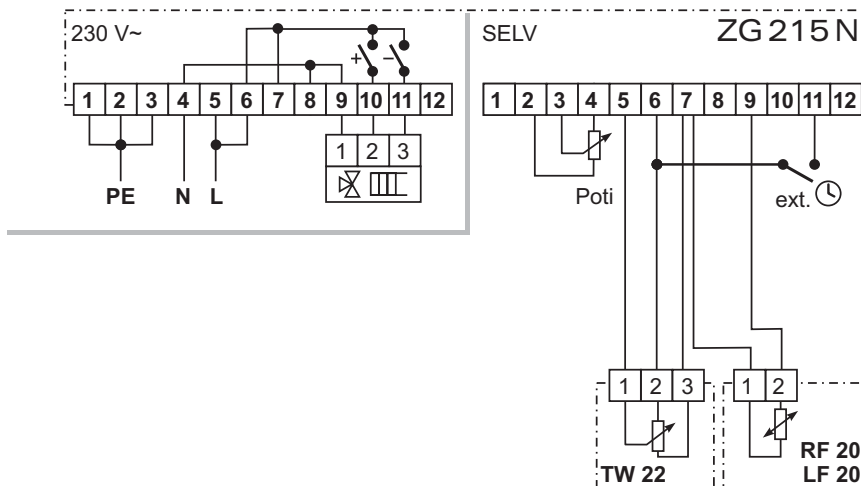 230 V~
SELV
ZG 215 N
+ −
1 2 3 4 5 6 7 8 9 10 11 12
1 2 3 4 5 6 7 8 9 10 11 12
1 2 3
PE N L
Poti
ext.
1 2 3
1 2
TW 22
RF 20
LF 20